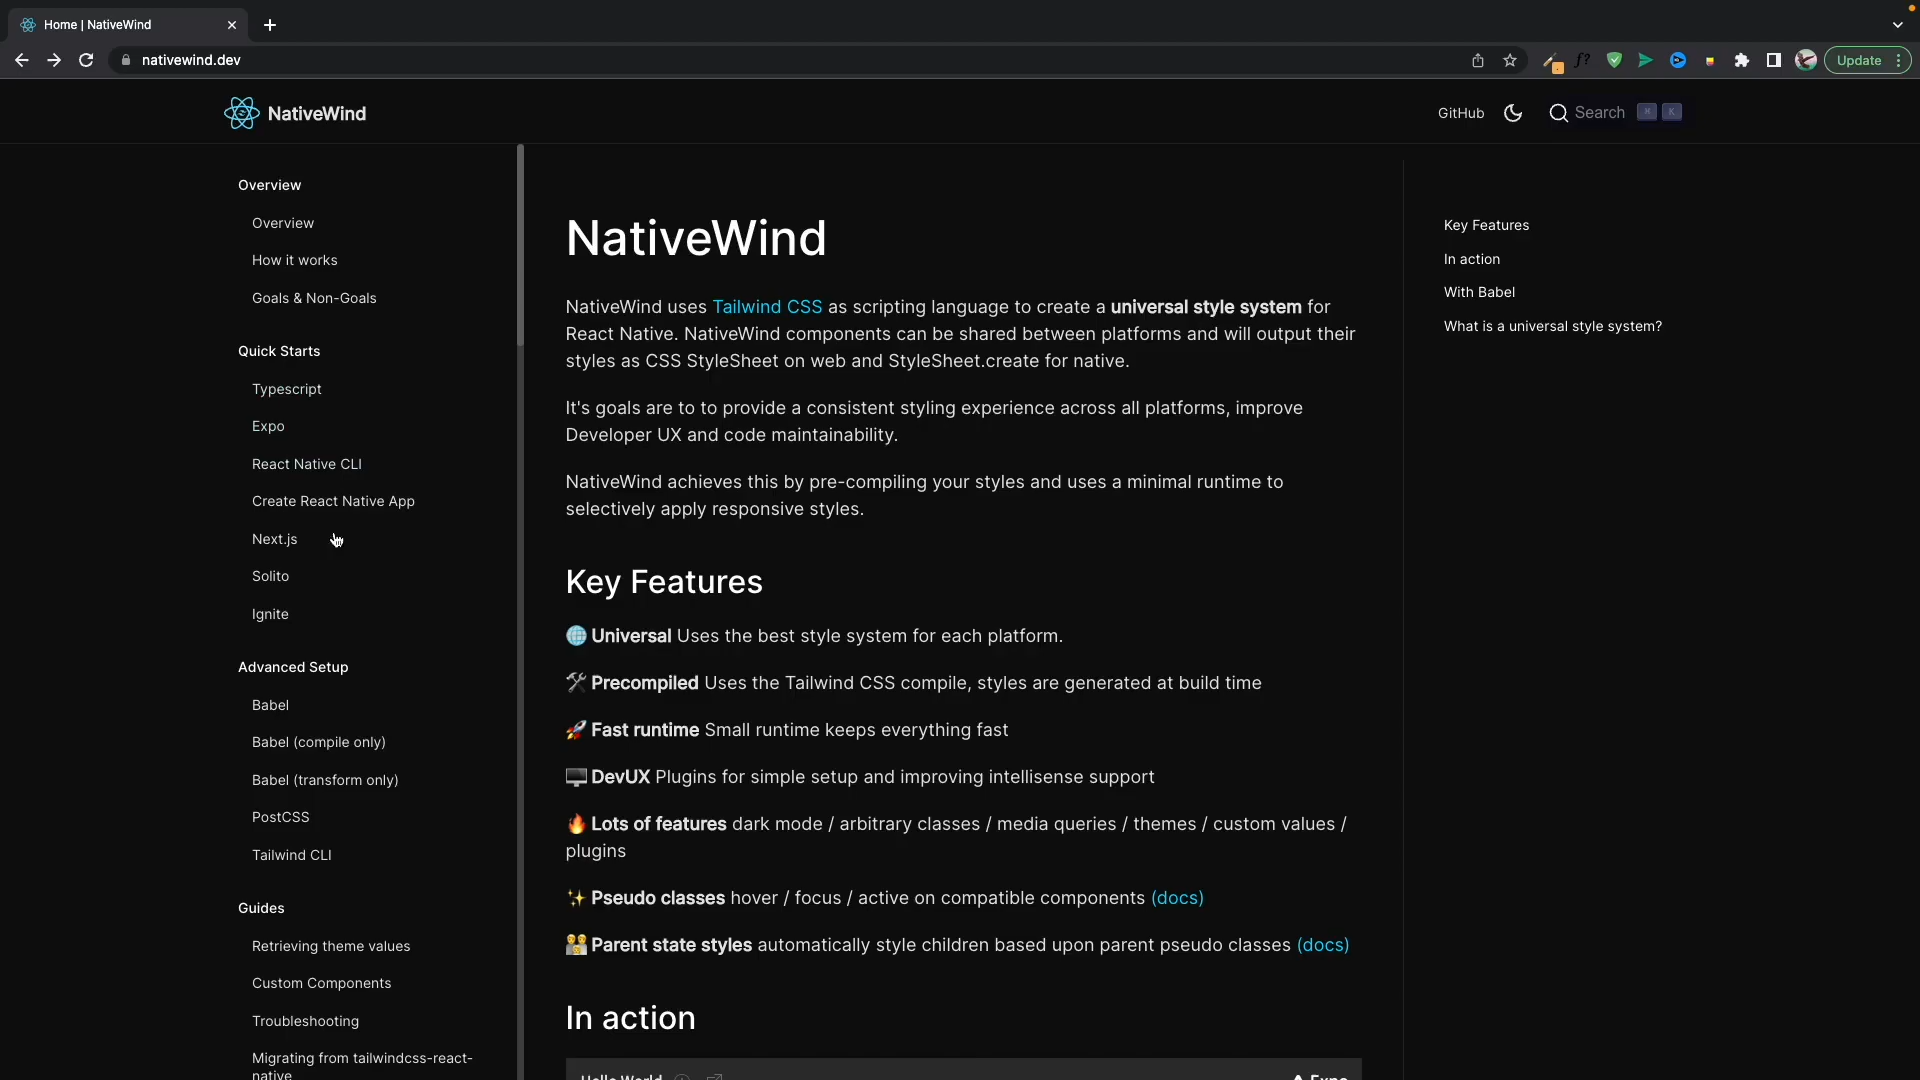 Home | NativeWind
nativewind.dev
Update
NativeWind
GitHub
Search
⌘ K
Overview
Overview
How it works
Goals & Non-Goals
Quick Starts
Typescript
Expo
React Native CLI
Create React Native App
Next.js
Solito
Ignite
Advanced Setup
Babel
Babel (compile only)
Babel (transform only)
PostCSS
Tailwind CLI
Guides
Retrieving theme values
Custom Components
Troubleshooting
Migrating from tailwindcss-react-
native
NativeWind
NativeWind uses Tailwind CSS as scripting language to create a universal style system for
React Native. NativeWind components can be shared between platforms and will output their
styles as CSS StyleSheet on web and StyleSheet.create for native.
It's goals are to to provide a consistent styling experience across all platforms, improve
Developer UX and code maintainability.
NativeWind achieves this by pre-compiling your styles and uses a minimal runtime to
selectively apply responsive styles.
Key Features
🌐 Universal Uses the best style system for each platform.
🛠 Precompiled Uses the Tailwind CSS compile, styles are generated at build time
🚀 Fast runtime Small runtime keeps everything fast
🖥 DevUX Plugins for simple setup and improving intellisense support
🔥 Lots of features dark mode / arbitrary classes / media queries / themes / custom values /
plugins
✨ Pseudo classes hover / focus / active on compatible components (docs)
👪 Parent state styles automatically style children based upon parent pseudo classes (docs)
In action
Hello World
Expo
Key Features
In action
With Babel
What is a universal style system?